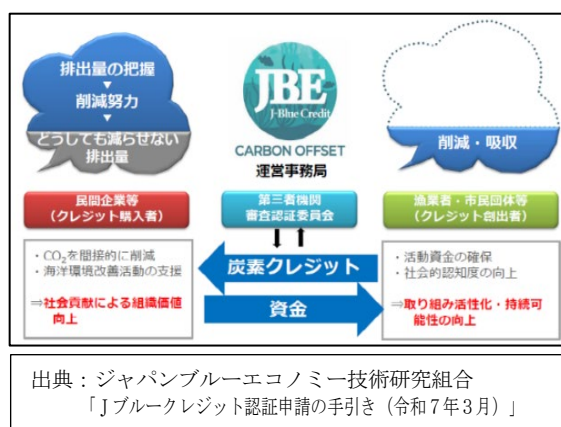 排出量の把握
▼
削減努力
▼
どうしても減らせない
排出量
JBE
J-Blue Credit
CARBON OFFSET
運営事務局
削減・吸収
民間企業等
（クレジット購入者）
第三者機関
審査認証委員会
漁業者・市民団体等
（クレジット創出者）
・CO₂を間接的に削減
・海洋環境改善活動の支援
⇒社会貢献による組織価値
向上
炭素クレジット
資金
・活動資金の確保
・社会的認知度の向上
⇒取り組み活性化・持続可
能性の向上
出典：ジャパンブルーエコノミー技術研究組合
「Ｊブルークレジット認証申請の手引き（令和７年３月）」